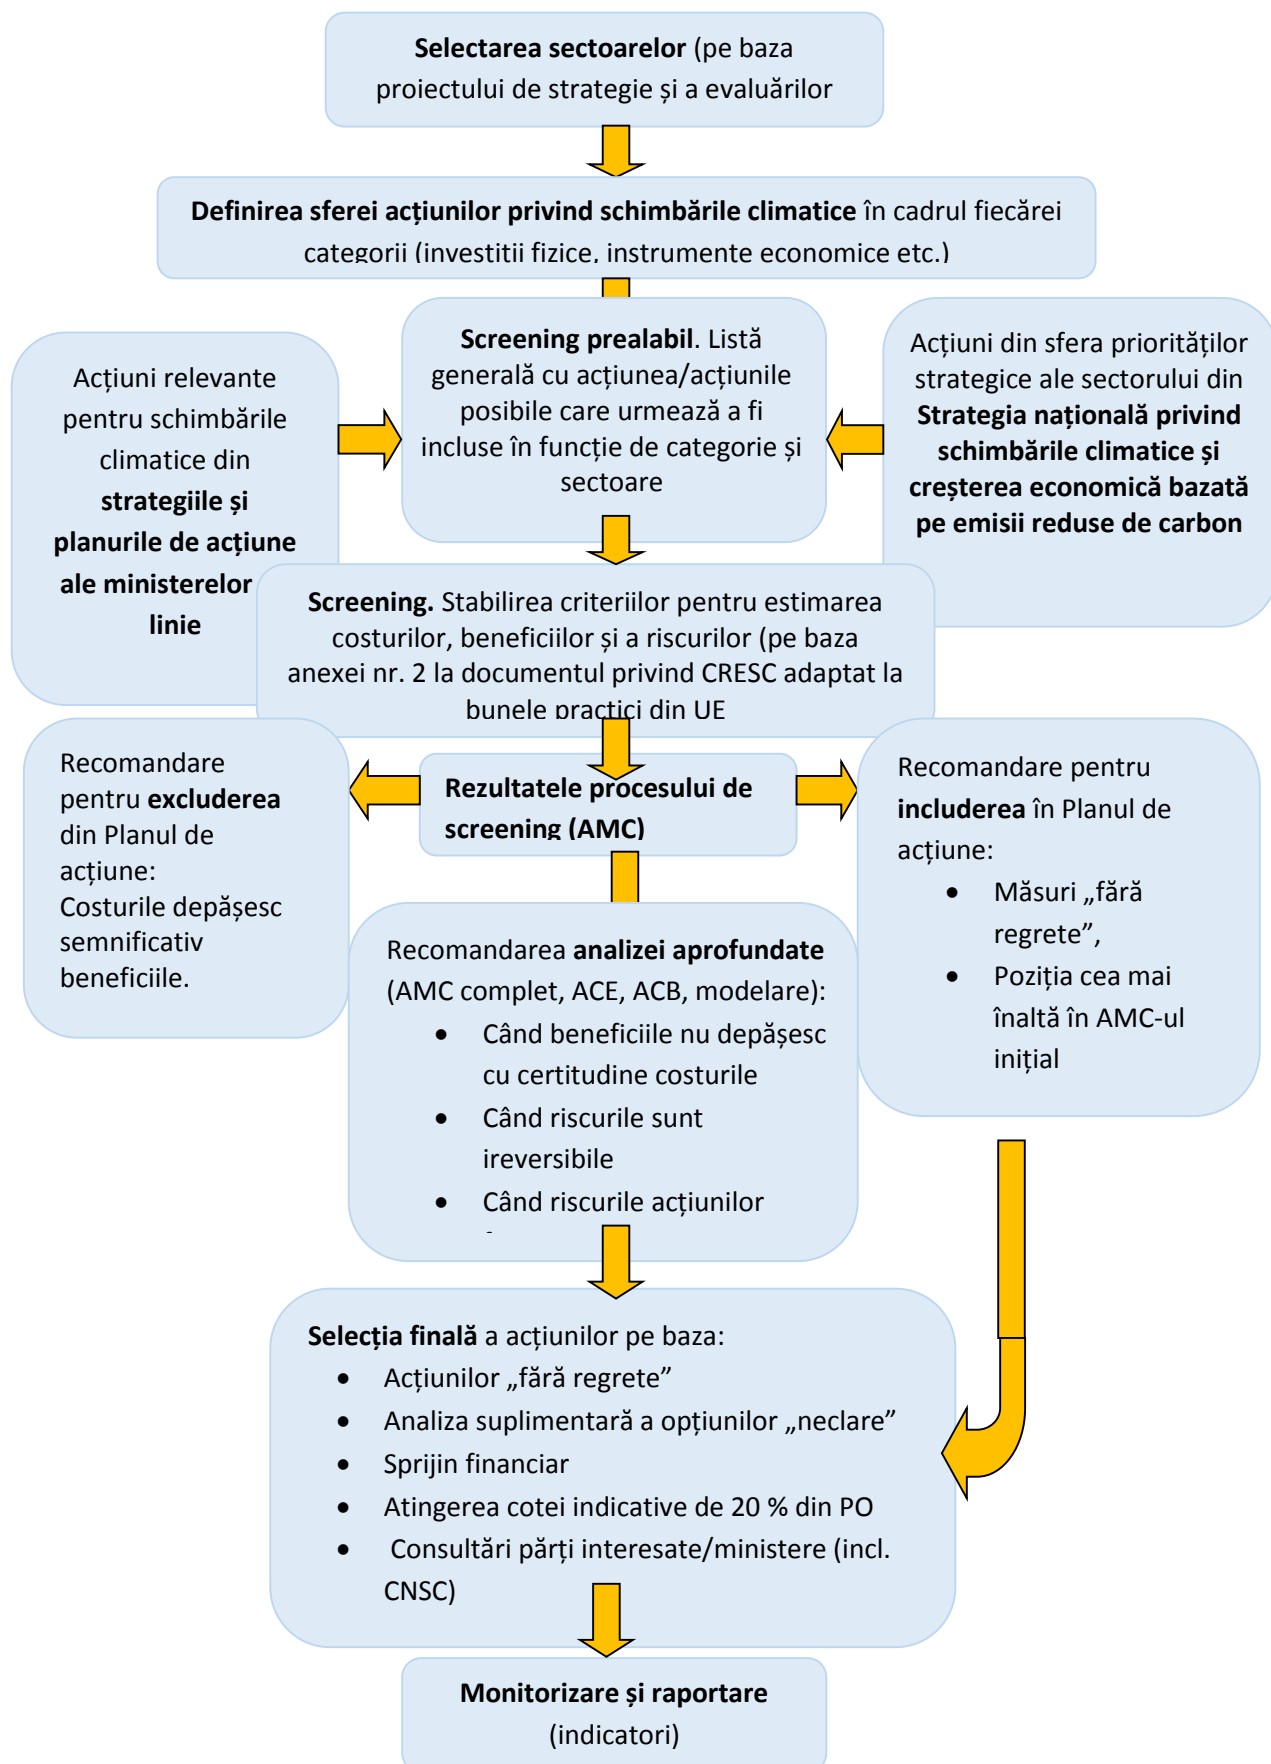 Selectarea sectoarelor (pe baza
proiectului de strategie și a evaluărilor
Definirea sferei acțiunilor privind schimbările climatice în cadrul fiecărei
categorii (investiții fizice, instrumente economice etc.)
Acțiuni relevante
pentru schimbările
climatice din
strategiile și
planurile de acțiune
ale ministerelor
linie
Screening prealabil. Listă
generală cu acțiunea/acțiunile
posibile care urmează a fi
incluse în funcție de categorie și
sectoare
Acțiuni din sfera priorităților
strategice ale sectorului din
Strategia națională privind
schimbările climatice și
creșterea economică bazată
pe emisii reduse de carbon
Screening. Stabilirea criteriilor pentru estimarea
costurilor, beneficiilor și a riscurilor (pe baza
anexei nr. 2 la documentul privind CRESC adaptat la
bunele practici din UE
Recomandare
pentru excluderea
din Planul de
acțiune:
Costurile depășesc
semnificativ
beneficiile.
Rezultatele procesului de
screening (AMC)
Recomandare pentru
includerea în Planul de
acțiune:
• Măsuri „fără
regrete”,
• Poziția cea mai
înaltă în AMC-ul
inițial
Recomandarea analizei aprofundate
(AMC complet, ACE, ACB, modelare):
• Când beneficiile nu depășesc
cu certitudine costurile
• Când riscurile sunt
ireversibile
• Când riscurile acțiunilor
Selecția finală a acțiunilor pe baza:
• Acțiunilor „fără regrete”
• Analiza suplimentară a opțiunilor „neclare”
• Sprijin financiar
• Atingerea cotei indicative de 20 % din PO
• Consultări părți interesate/ministere (incl.
CNSC)
Monitorizare și raportare
(indicatori)